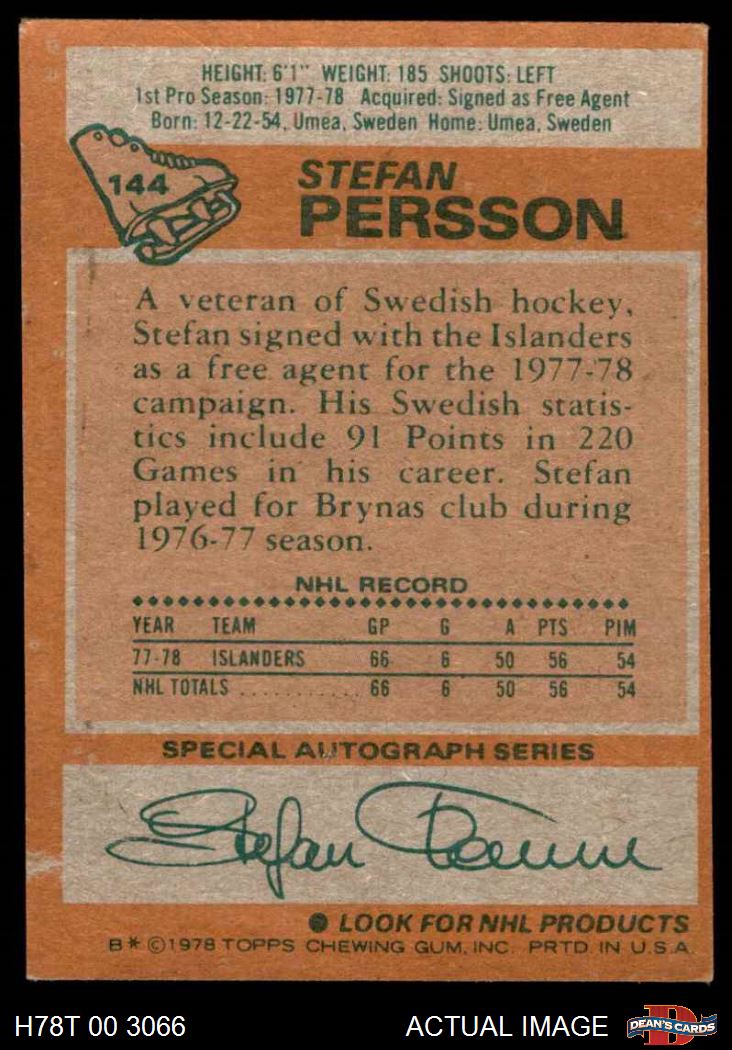 HEIGHT: 6'1" WEIGHT: 185 SHOOTS: LEFT
1st Pro Season: 1977-78 Acquired: Signed as Free Agent
Born: 12-22-54, Umea, Sweden Home: Umea, Sweden
144
STEFAN
PERSSON
A veteran of Swedish hockey,
Stefan signed with the Islanders
as a free agent for the 1977-78
campaign. His Swedish statis-
tics include 91 Points in 220
Games in his career. Stefan
played for Brynas club during
1976-77 season.
NHL RECORD
YEAR TEAM GP G A PTS PIM
77-78 ISLANDERS 66 6 50 56 54
NHL TOTALS ............ 66 6 50 56 54
SPECIAL AUTOGRAPH SERIES
Stefan Persson
● LOOK FOR NHL PRODUCTS
B* ©1978 TOPPS CHEWING GUM, INC. PRTD IN U.S.A.
H78T 00 3066 ACTUAL IMAGE DEAN'S CARDS